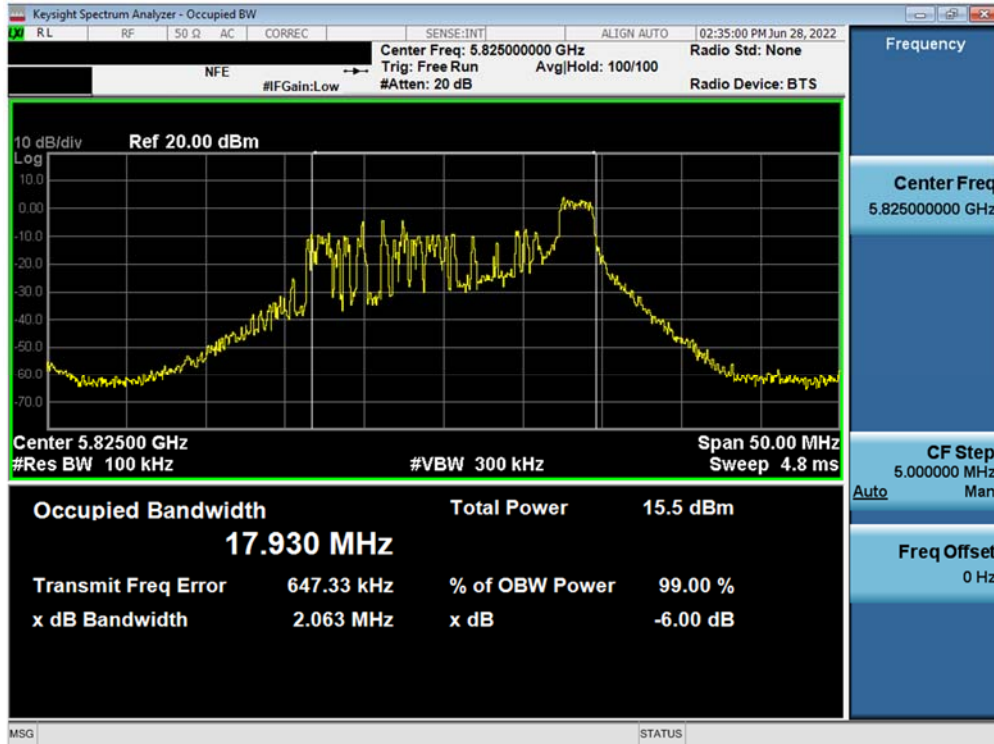 Keysight Spectrum Analyzer - Occupied BW
LXI RL RF 50 Ω AC CORREC SENSE:INT ALIGN AUTO 02:35:00 PM Jun 28, 2022
Center Freq: 5.825000000 GHz Radio Std: None
NFE Trig: Free Run Avg|Hold: 100/100
#IFGain:Low #Atten: 20 dB Radio Device: BTS
Frequency
10 dB/div Ref 20.00 dBm
Log
10.0
0.00
-10.0
-20.0
-30.0
-40.0
-50.0
-60.0
-70.0
Center 5.82500 GHz Span 50.00 MHz
#Res BW 100 kHz #VBW 300 kHz Sweep 4.8 ms
Center Freq
5.825000000 GHz
CF Step
5.000000 MHz
Auto Man
Freq Offset
0 Hz
Occupied Bandwidth Total Power 15.5 dBm
17.930 MHz
Transmit Freq Error 647.33 kHz % of OBW Power 99.00 %
x dB Bandwidth 2.063 MHz x dB -6.00 dB
MSG STATUS